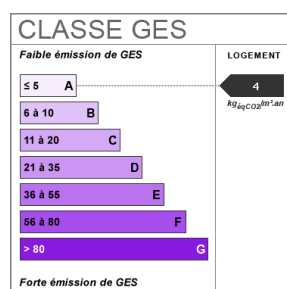 CLASSE GES
Faible émission de GES
LOGEMENT
≤ 5 A
4
kgéqCO2/m².an
6 à 10 B
11 à 20 C
21 à 35 D
36 à 55 E
56 à 80 F
> 80 G
Forte émission de GES